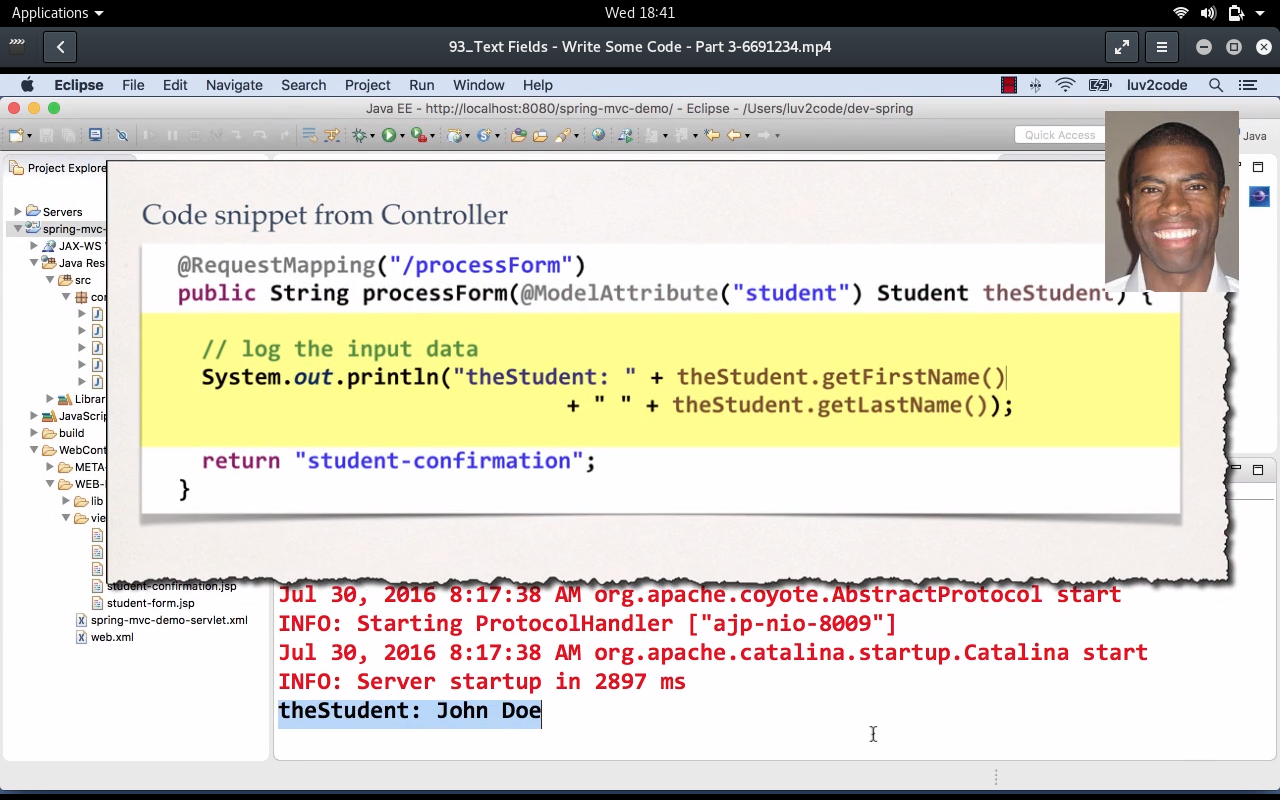 Applications
Wed 18:41
93_Text Fields - Write Some Code - Part 3-6691234.mp4
Eclipse File Edit Navigate Search Project Run Window Help
luv2code
Java EE - http://localhost:8080/spring-mvc-demo/ - Eclipse - /Users/luv2code/dev-spring
Quick Access
Java
Project Explore
Servers
spring-mvc-
JAX-WS
Java Res
src
Librar
JavaScrip
build
WebCont
META-
lib
student-confirmation.jsp
student-form.jsp
spring-mvc-demo-servlet.xml
web.xml
Code snippet from Controller
@RequestMapping("/processForm")
public String processForm(@ModelAttribute("student") Student theStudent) {
// log the input data
System.out.println("theStudent: " + theStudent.getFirstName()
+ " " + theStudent.getLastName());
return "student-confirmation";
}
Jul 30, 2016 8:17:38 AM org.apache.coyote.AbstractProtocol start
INFO: Starting ProtocolHandler ["ajp-nio-8009"]
Jul 30, 2016 8:17:38 AM org.apache.catalina.startup.Catalina start
INFO: Server startup in 2897 ms
theStudent: John Doe